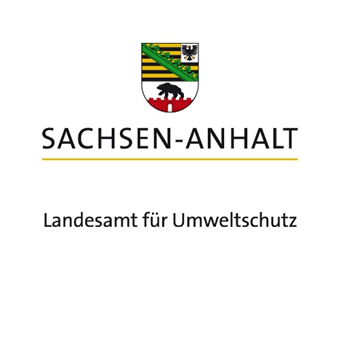 SACHSEN-ANHALT
Landesamt für Umweltschutz